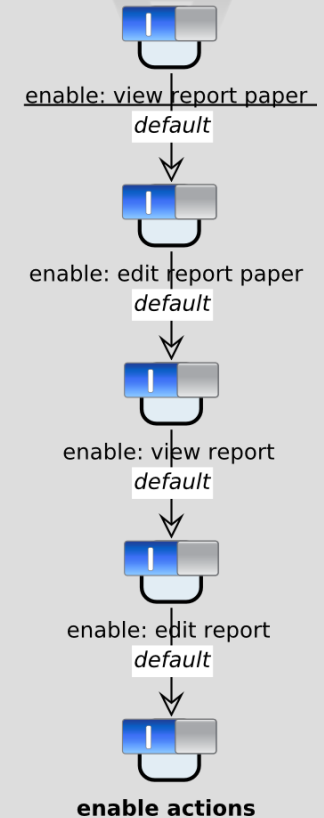 enable: view report paper
default
enable: edit report paper
default
enable: view report
default
enable: edit report
default
enable actions